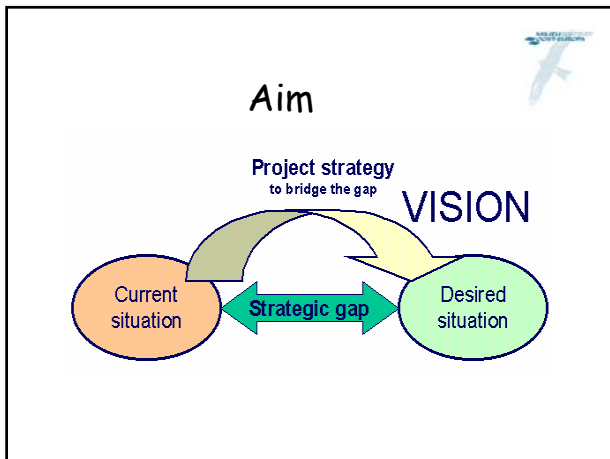 Aim
Project strategy
to bridge the gap
VISION
Current
situation
Strategic gap
Desired
situation